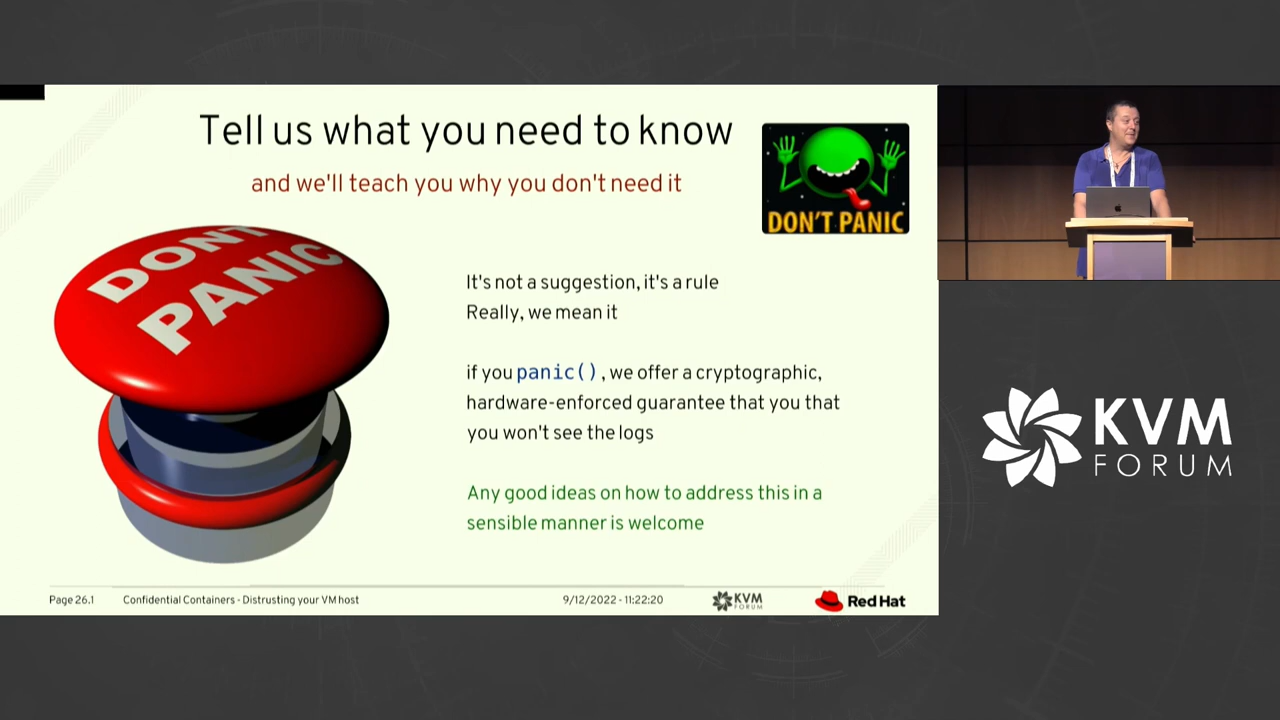 Tell us what you need to know
and we'll teach you why you don't need it
DON'T PANIC
DON'T
PANIC
It's not a suggestion, it's a rule
Really, we mean it
if you panic(), we offer a cryptographic,
hardware-enforced guarantee that you that
you won't see the logs
Any good ideas on how to address this in a
sensible manner is welcome
Page 26.1
Confidential Containers - Distrusting your VM host
9/12/2022 - 11:22:20
KVM
FORUM
Red Hat
KVM
FORUM